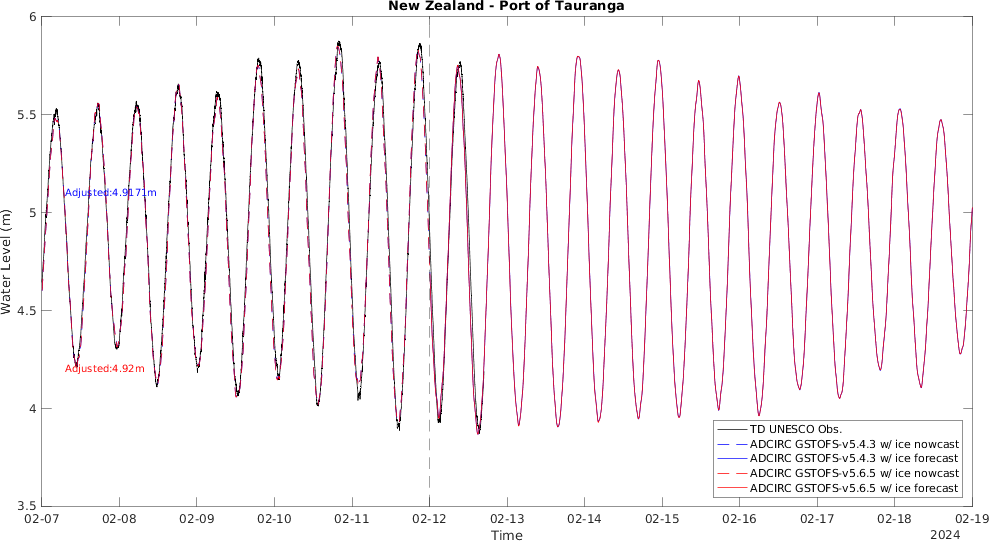 New Zealand - Port of Tauranga
6
5.5
5
4.5
4
3.5
Water Level (m)
Adjusted:4.9171m
Adjusted:4.92m
TD UNESCO Obs.
ADCIRC GSTOFS-v5.4.3 w/ ice nowcast
ADCIRC GSTOFS-v5.4.3 w/ ice forecast
ADCIRC GSTOFS-v5.6.5 w/ ice nowcast
ADCIRC GSTOFS-v5.6.5 w/ ice forecast
02-07 02-08 02-09 02-10 02-11 02-12 02-13 02-14 02-15 02-16 02-17 02-18 02-19
Time
2024